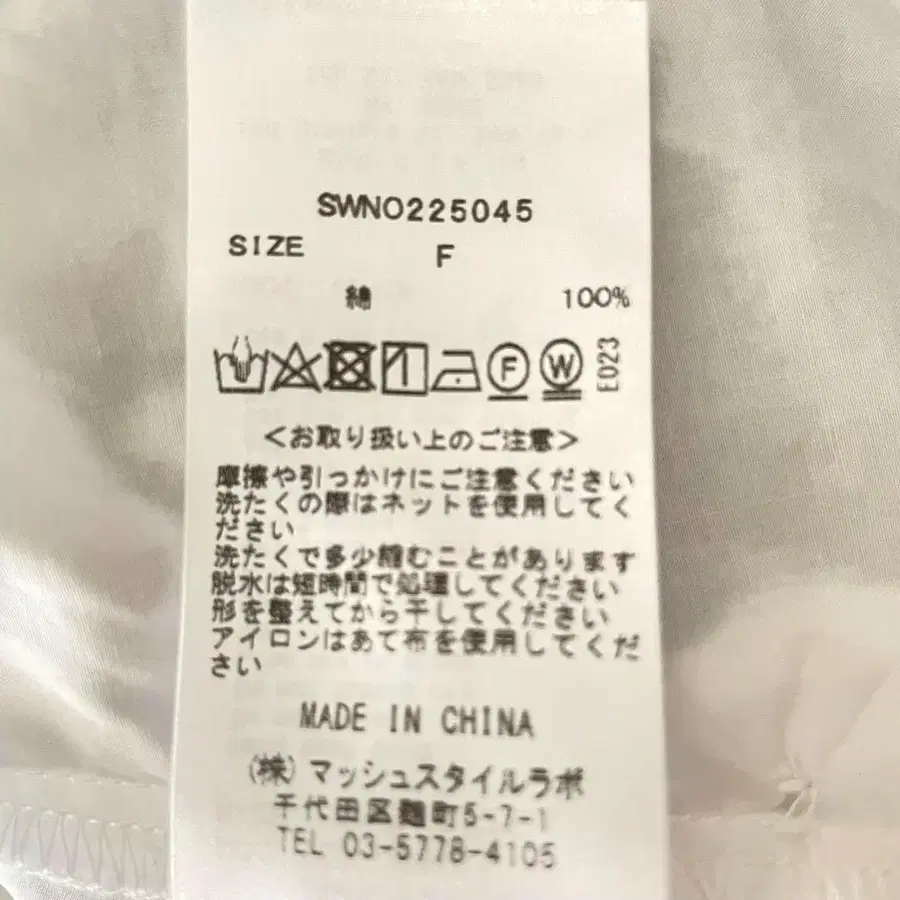 SWNO225045
SIZE F
綿 100%
F W E023
<お取り扱い上のご注意>
摩擦や引っかけにご注意ください
洗たくの際はネットを使用してく
ださい
洗たくで多少縮むことがあります
脱水は短時間で処理してください
形を整えてから干してください
アイロンはあて布を使用してくだ
さい
MADE IN CHINA
(株)マッシュスタイルラボ
千代田区麹町5-7-1
TEL 03-5778-4105